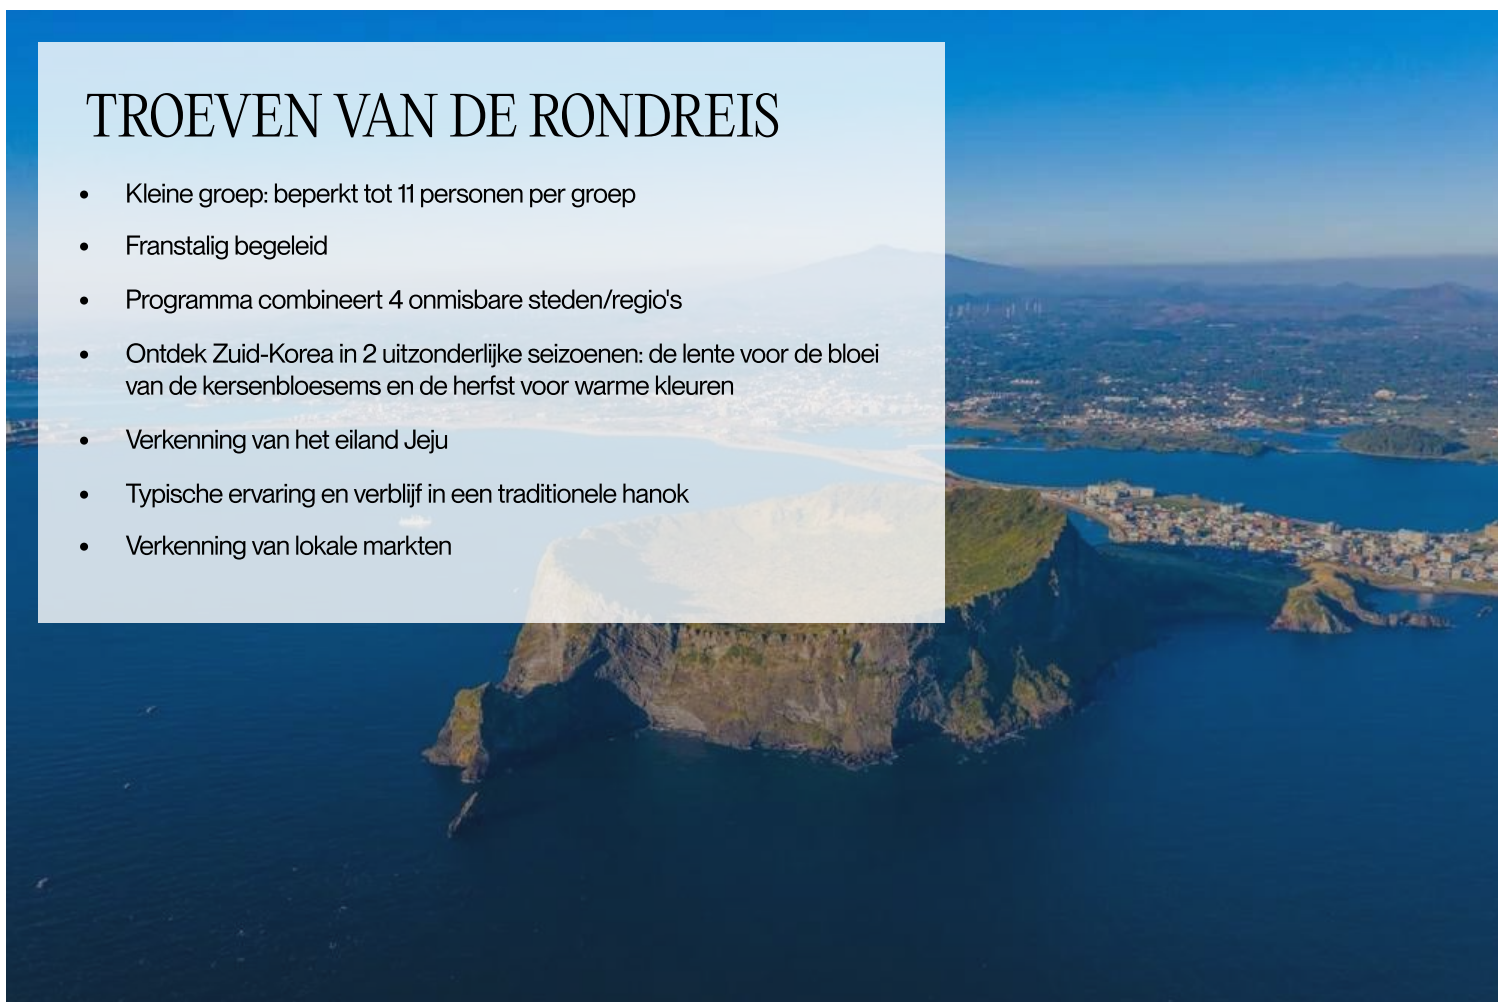 TROEVEN VAN DE RONDREIS
• Kleine groep: beperkt tot 11 personen per groep
• Franstalig begeleid
• Programma combineert 4 onmisbare steden/regio's
• Ontdek Zuid-Korea in 2 uitzonderlijke seizoenen: de lente voor de bloei
van de kersenbloesems en de herfst voor warme kleuren
• Verkenning van het eiland Jeju
• Typische ervaring en verblijf in een traditionele hanok
• Verkenning van lokale markten